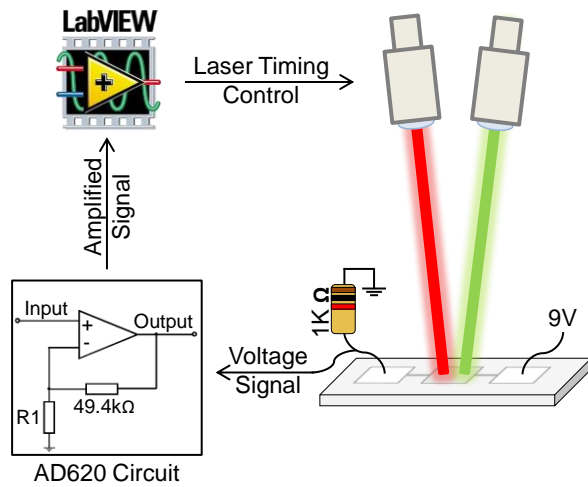 LabVIEW
Laser Timing
Control
Amplified
Signal
Input
Output
+
-
49.4kΩ
R1
AD620 Circuit
Voltage
Signal
1K Ω
9V